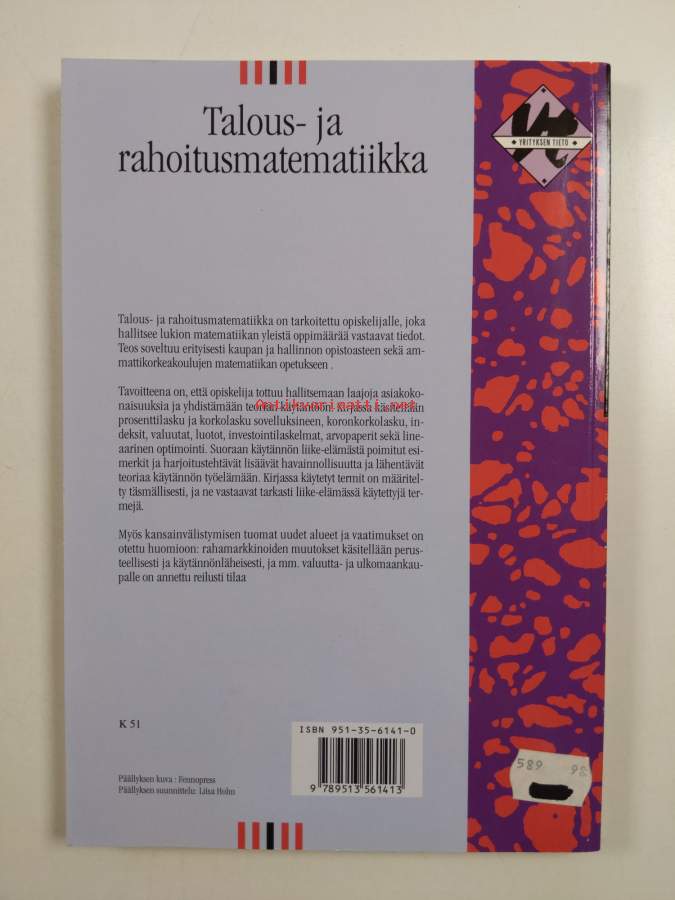 Talous- ja
rahoitusmatematiikka
YRITYKSEN TIETO
Talous- ja rahoitusmatematiikka on tarkoitettu opiskelijalle, joka
hallitsee lukion matematiikan yleistä oppimäärää vastaavat tiedot.
Teos soveltuu erityisesti kaupan ja hallinnon opistoasteen sekä am-
mattikorkeakoulujen matematiikan opetukseen .
Tavoitteena on, että opiskelija tottuu hallitsemaan laajoja asiakoko-
naisuuksia ja yhdistämään teorian käytäntöön. Kirjassa käsitellään
Antikvariaatti.net
prosenttilasku ja korkolasku sovelluksineen, koronkorkolasku, in-
deksit, valuutat, luotot, investointilaskelmat, arvopaperit sekä line-
aarinen optimointi. Suoraan käytännön liike-elämästä poimitut esi-
merkit ja harjoitustehtävät lisäävät havainnollisuutta ja lähentävät
teoriaa käytännön työelämään. Kirjassa käytetyt termit on määritel-
ty täsmällisesti, ja ne vastaavat tarkasti liike-elämässä käytettyjä ter-
mejä.
Myös kansainvälistymisen tuomat uudet alueet ja vaatimukset on
otettu huomioon: rahamarkkinoiden muutokset käsitellään perus-
teellisesti ja käytännönläheisesti, ja mm. valuutta- ja ulkomaankau-
palle on annettu reilusti tilaa
K 51
ISBN 951-35-6141-0
9 789513 561413
Päällyksen kuva : Fennopress
Päällyksen suunnittelu: Liisa Holm
589 98